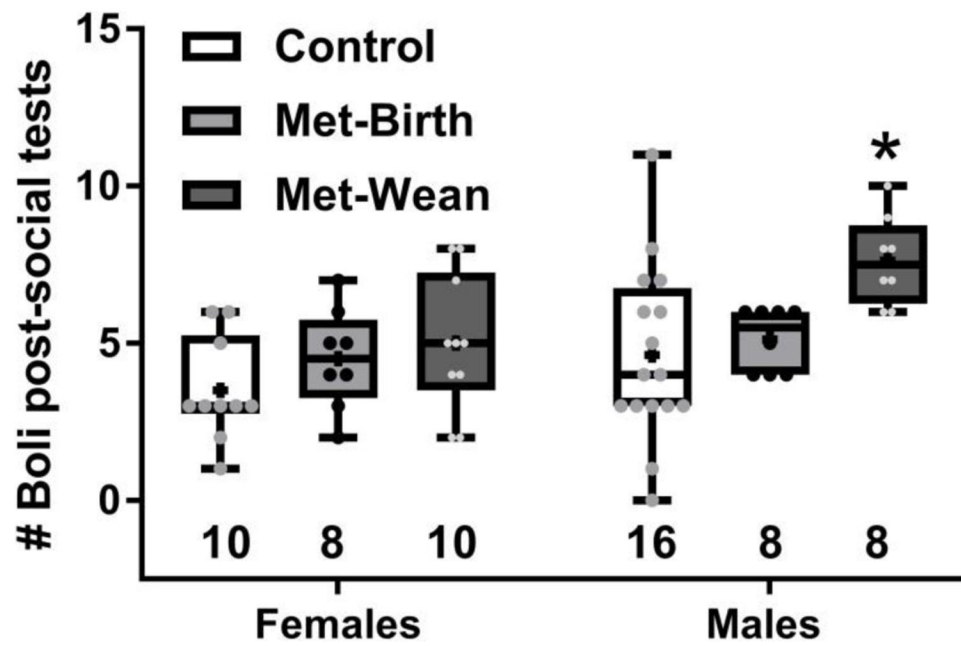 # Boli post-social tests
15
10
5
0
Control
Met-Birth
Met-Wean
*
10 8 10 16 8 8
Females Males